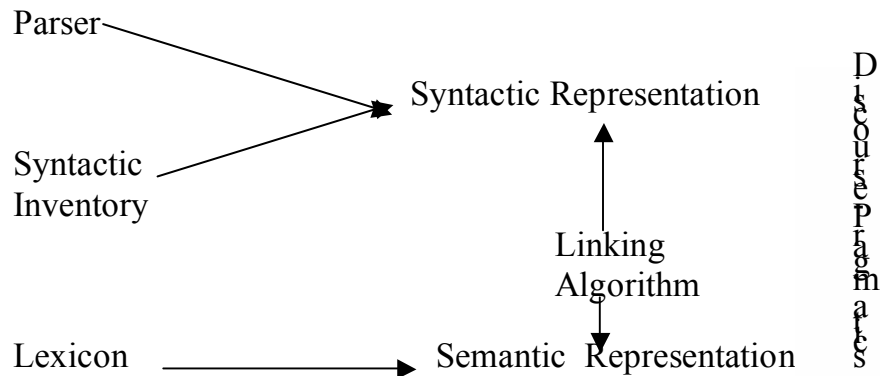 Parser
Syntactic Representation
Syntactic
Inventory
Linking
Algorithm
Lexicon
Semantic Representation
Discourse-Pragmatics